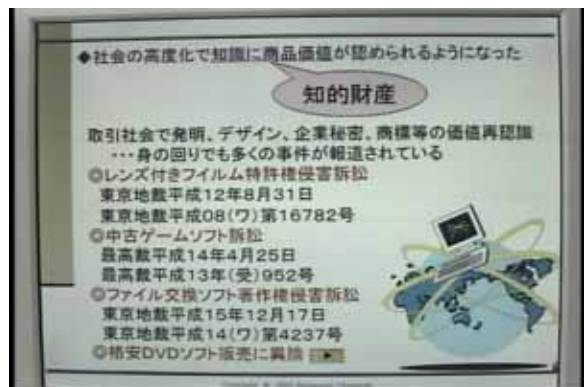 ◆社会の高度化で知識に商品価値が認められるようになった
知的財産
取引社会で発明、デザイン、企業秘密、商標等の価値再認識
・・・身の回りでも多くの事件が報道されている
◎レンズ付きフイルム特許権侵害訴訟
東京地裁平成12年8月31日
東京地裁平成08(ワ)第16782号
◎中古ゲームソフト訴訟
最高裁平成14年4月25日
最高裁平成13年(受)952号
◎ファイル交換ソフト著作権侵害訴訟
東京地裁平成15年12月17日
東京地裁平成14(ワ)第4237号
◎格安DVDソフト販売に異議